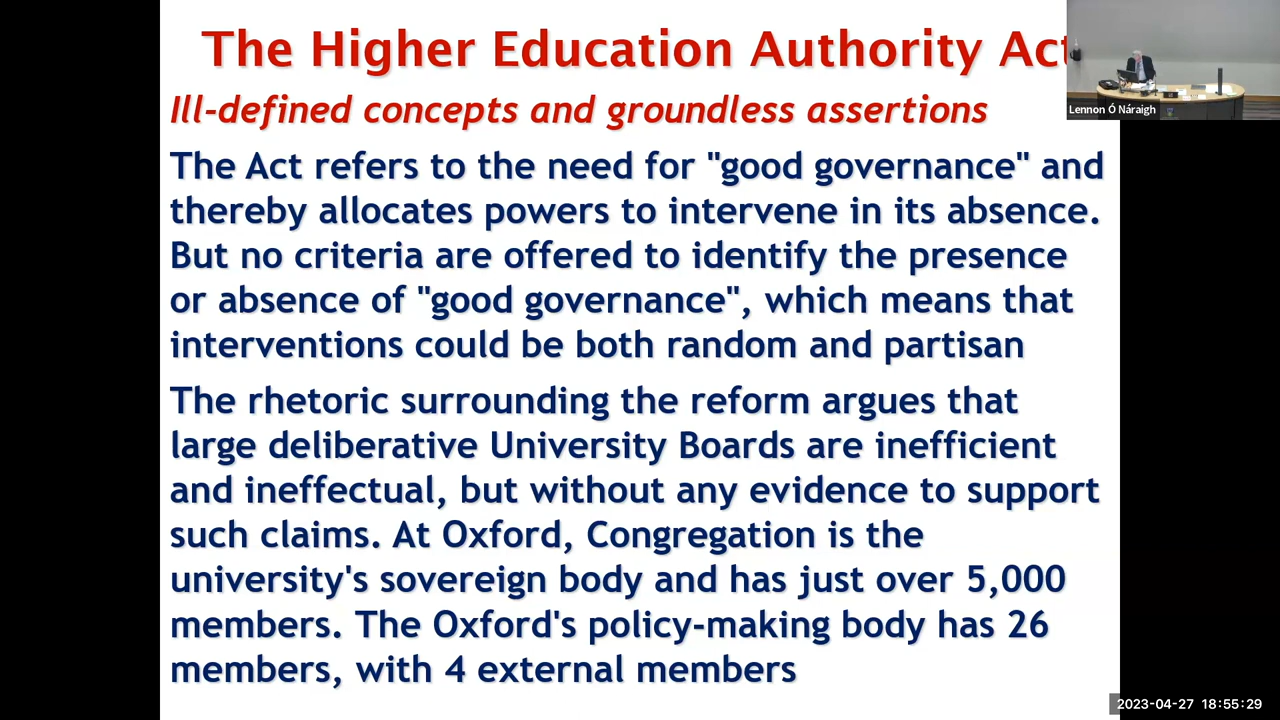 The Higher Education Authority Act
Lennon Ó Náraigh
Ill-defined concepts and groundless assertions
The Act refers to the need for "good governance" and
thereby allocates powers to intervene in its absence.
But no criteria are offered to identify the presence
or absence of "good governance", which means that
interventions could be both random and partisan
The rhetoric surrounding the reform argues that
large deliberative University Boards are inefficient
and ineffectual, but without any evidence to support
such claims. At Oxford, Congregation is the
university's sovereign body and has just over 5,000
members. The Oxford's policy-making body has 26
members, with 4 external members
2023-04-27 18:55:29